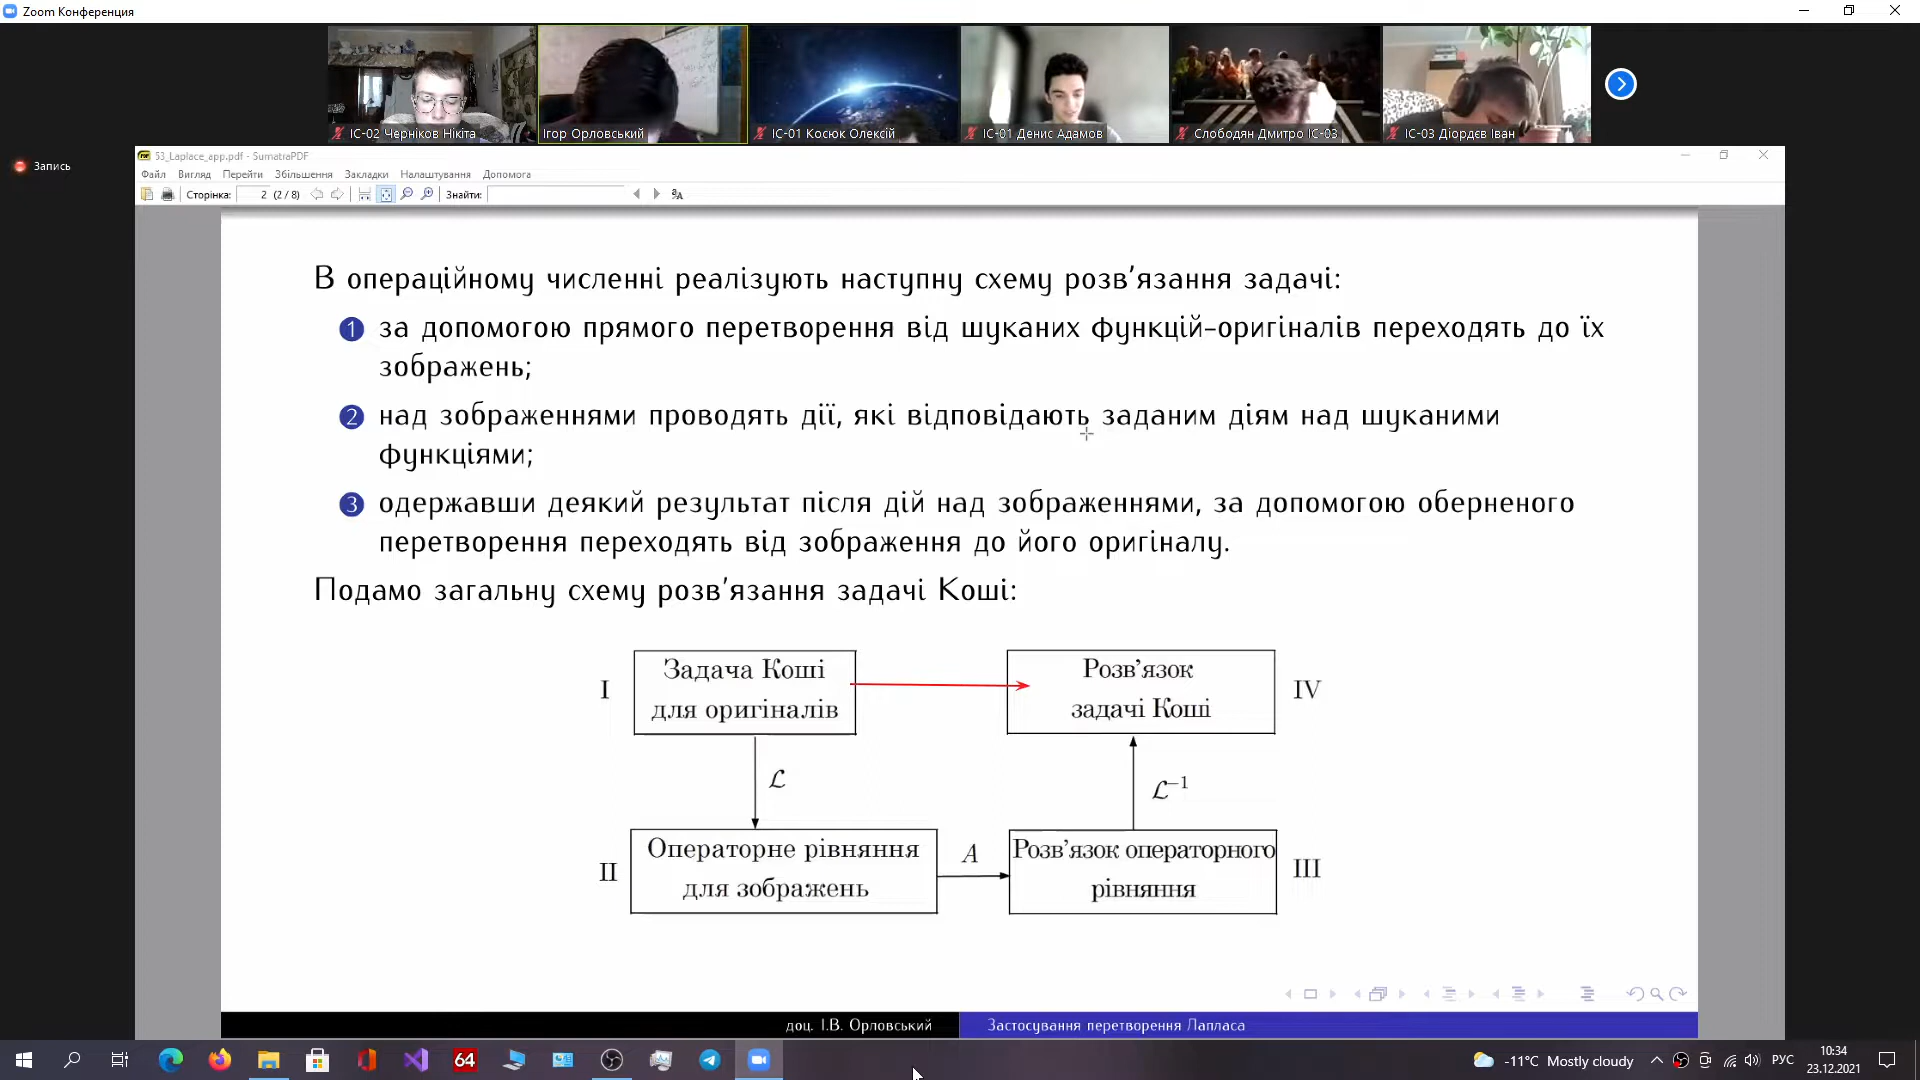 Zoom Конференция
IC-02 Черніков Нікіта
Ігор Орловський
IC-01 Косюк Олексій
IC-01 Денис Адамов
Слободян Дмитро IC-03
IC-03 Діордєв Іван
Запись
53_Laplace_app.pdf - SumatraPDF
Файл Вигляд Перейти Збільшення Закладки Налаштування Допомога
Сторінка: 2 (2 / 8) Знайти:
В операційному численні реалізують наступну схему розв’язання задачі:
1 за допомогою прямого перетворення від шуканих функцій-оригіналів переходять до їх
зображень;
2 над зображеннями проводять дії, які відповідають заданим діям над шуканими
функціями;
3 одержавши деякий результат після дій над зображеннями, за допомогою оберненого
перетворення переходять від зображення до його оригіналу.
Подамо загальну схему розв’язання задачі Коші:
I
Задача Коші
для оригіналів
Розв’язок
задачі Коші
IV
ℒ
ℒ⁻¹
II
Операторне рівняння
для зображень
A
Розв’язок операторного
рівняння
III
доц. І.В. Орловський
Застосування перетворення Лапласа
64
-11°C Mostly cloudy
РУС
10:34
23.12.2021